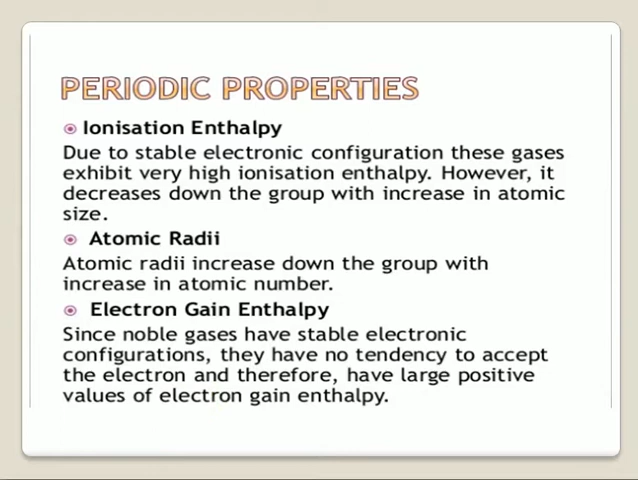 PERIODIC PROPERTIES
Ionisation Enthalpy
Due to stable electronic configuration these gases
exhibit very high ionisation enthalpy. However, it
decreases down the group with increase in atomic
size.
Atomic Radii
Atomic radii increase down the group with
increase in atomic number.
Electron Gain Enthalpy
Since noble gases have stable electronic
configurations, they have no tendency to accept
the electron and therefore, have large positive
values of electron gain enthalpy.